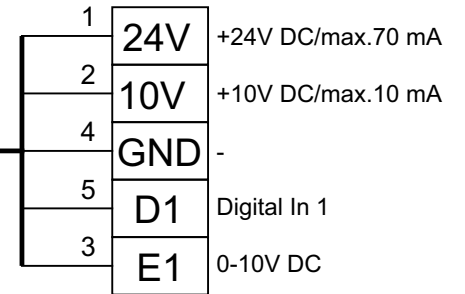 1 24V +24V DC/max.70 mA
2 10V +10V DC/max.10 mA
4 GND -
5 D1 Digital In 1
3 E1 0-10V DC